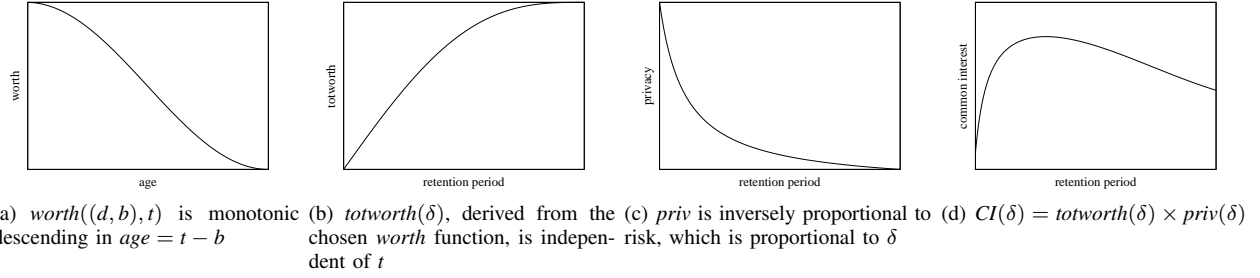 worth
age
totworth
retention period
privacy
retention period
common interest
retention period
a) worth((d, b), t) is monotonic
descending in age = t − b
(b) totworth(δ), derived from the
chosen worth function, is indepen-
dent of t
(c) priv is inversely proportional to
risk, which is proportional to δ
(d) CI(δ) = totworth(δ) × priv(δ)